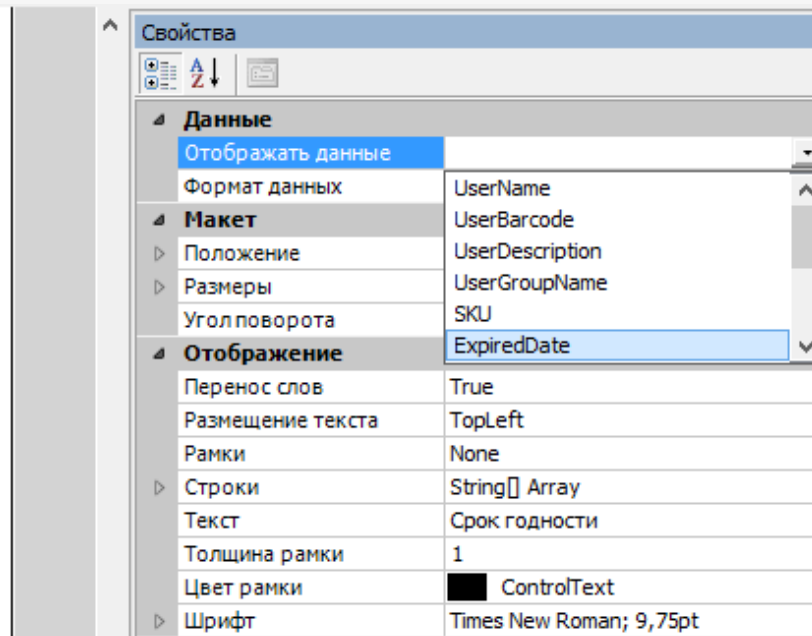 Свойства
Данные
Отображать данные
Формат данных
UserName
UserBarcode
UserDescription
UserGroupName
SKU
ExpiredDate
Макет
Положение
Размеры
Угол поворота
Отображение
Перенос слов True
Размещение текста TopLeft
Рамки None
Строки String[] Array
Текст Срок годности
Толщина рамки 1
Цвет рамки ControlText
Шрифт Times New Roman; 9,75pt